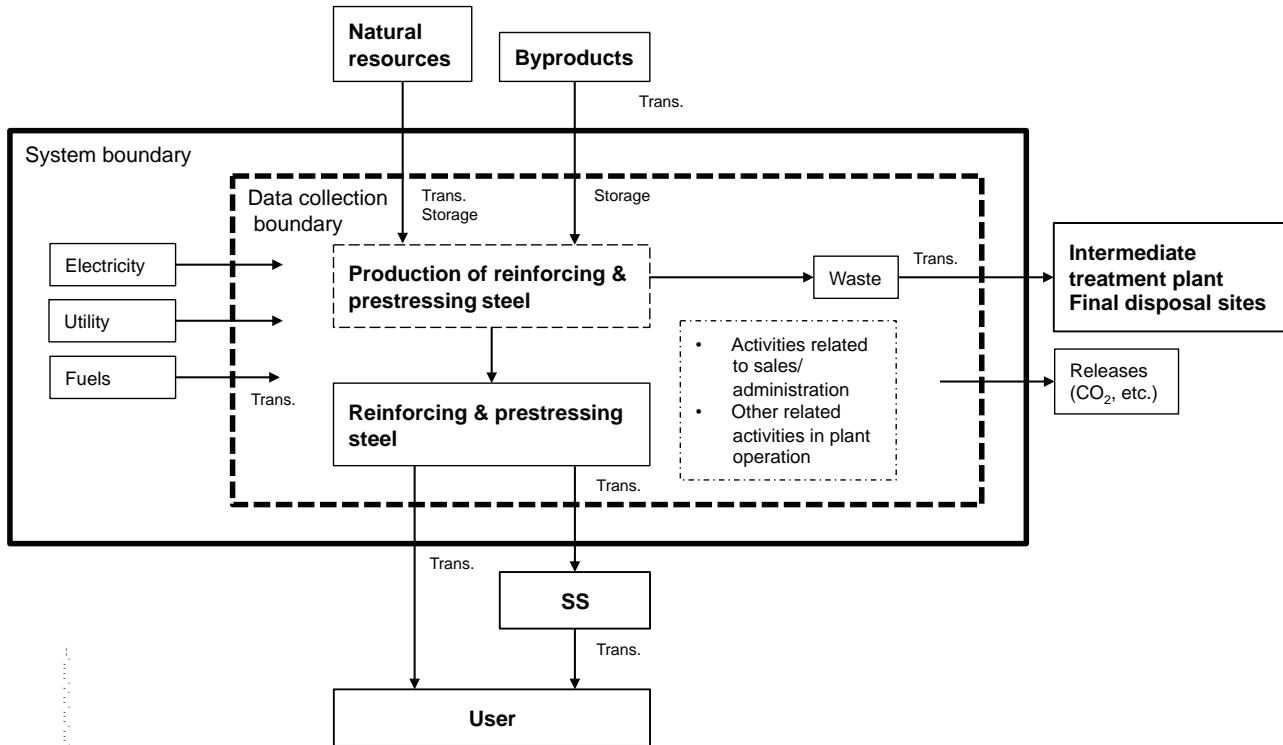 Natural
resources
Byproducts
Trans.
System boundary
Data collection
boundary
Trans.
Storage
Storage
Electricity
Utility
Fuels
Trans.
Production of reinforcing &
prestressing steel
Waste
Trans.
Intermediate
treatment plant
Final disposal sites
• Activities related
to sales/
administration
• Other related
activities in plant
operation
Releases
(CO₂, etc.)
Reinforcing & prestressing
steel
Trans.
Trans.
SS
Trans.
User